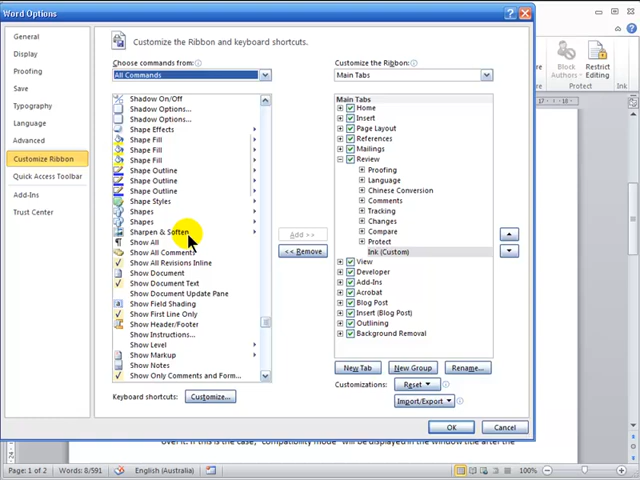 Word Options
General
Display
Proofing
Save
Typography
Language
Advanced
Customize Ribbon
Quick Access Toolbar
Add-Ins
Trust Center
Customize the Ribbon and keyboard shortcuts.
Choose commands from:
All Commands
Shadow On/Off
Shadow Options...
Shadow Options...
Shape Effects
Shape Fill
Shape Fill
Shape Fill
Shape Outline
Shape Outline
Shape Outline
Shape Styles
Shapes
Shapes
Sharpen & Soften
Show All
Show All Comments
Show All Revisions Inline
Show Document
Show Document Text
Show Document Update Pane
Show Field Shading
Show First Line Only
Show Header/Footer
Show Instructions...
Show Level
Show Markup
Show Notes
Show Only Comments and Form...
Keyboard shortcuts:
Customize...
Add >>
<< Remove
Customize the Ribbon:
Main Tabs
Main Tabs
Home
Insert
Page Layout
References
Mailings
Review
Proofing
Language
Chinese Conversion
Comments
Tracking
Changes
Compare
Protect
Ink (Custom)
View
Developer
Add-Ins
Acrobat
Blog Post
Insert (Blog Post)
Outlining
Background Removal
New Tab
New Group
Rename...
Customizations:
Reset
Import/Export
OK
Cancel
Block Authors
Restrict Editing
17
18
over it. If this is the case, "compatibility mode" will be displayed in the window title after the
Page: 1 of 2
Words: 8/591
English (Australia)
100%